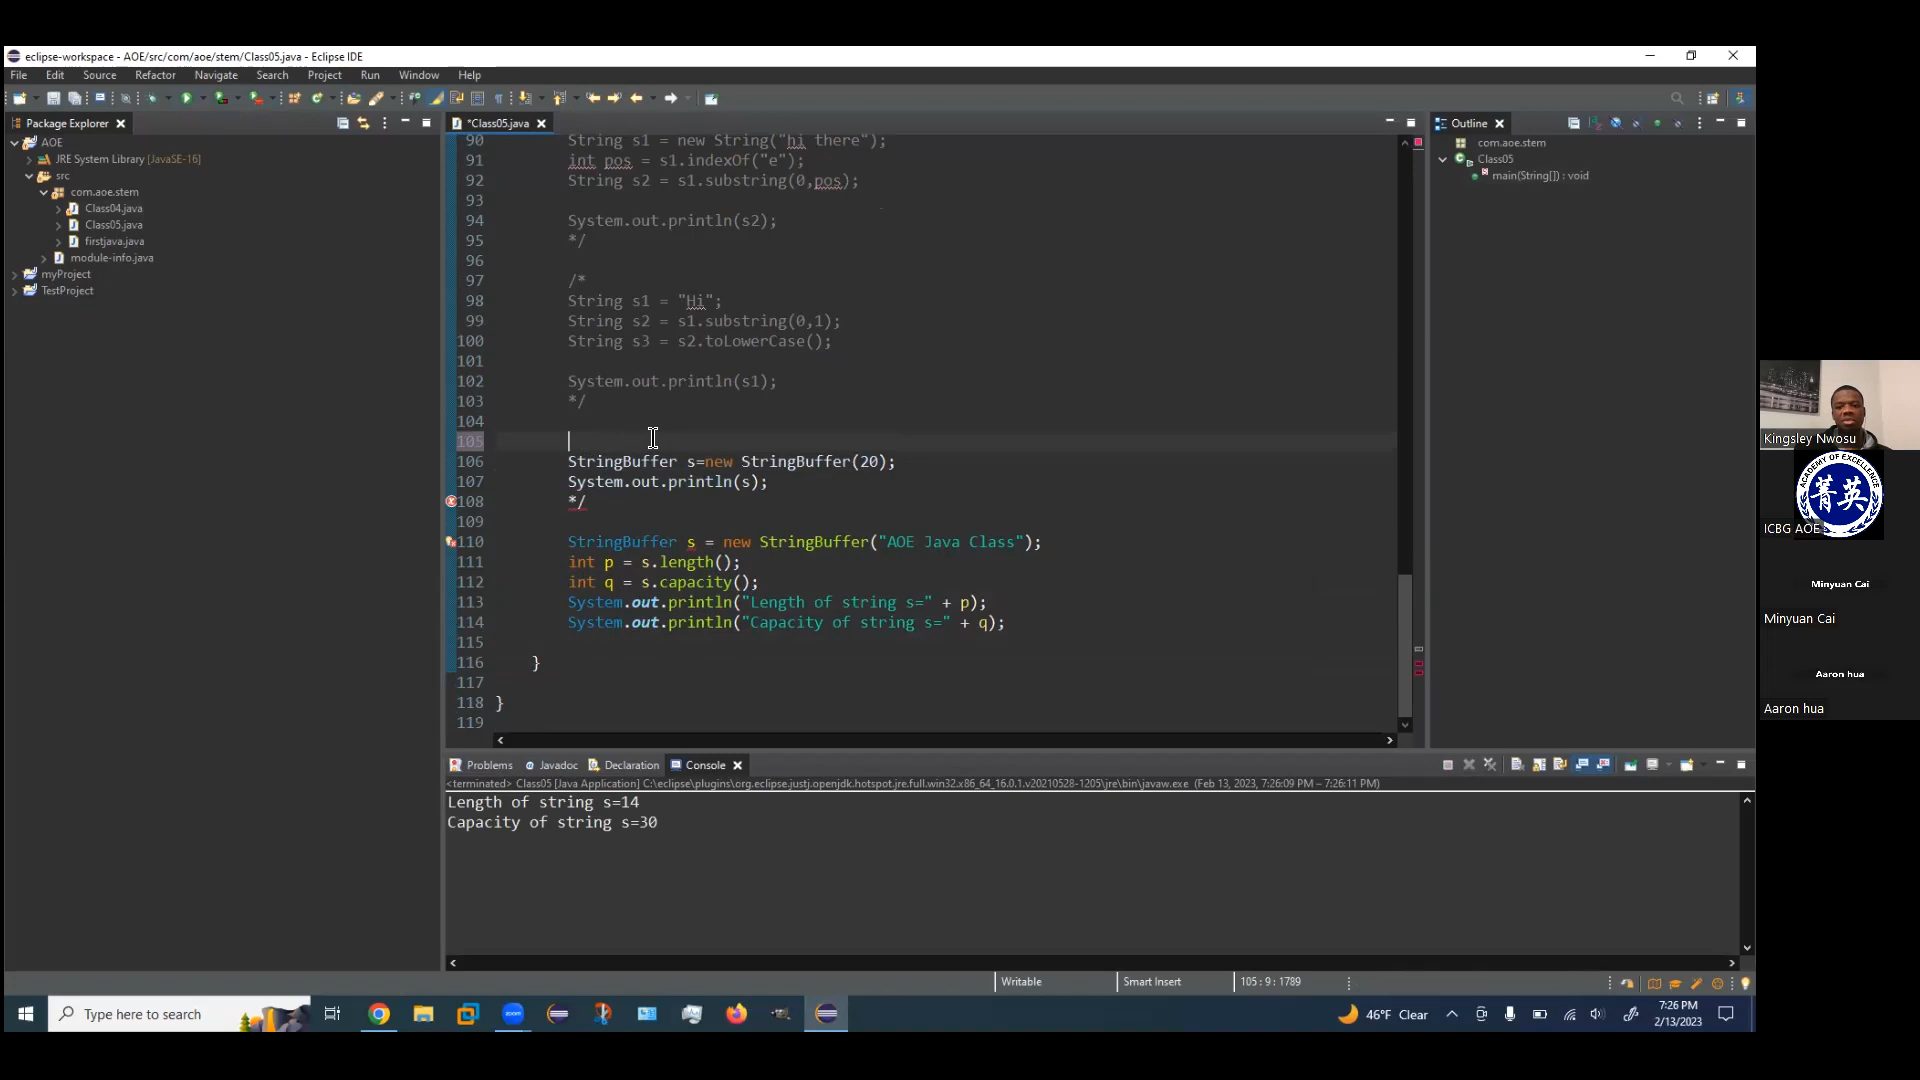 eclipse-workspace - AOE/src/com/aoe/stem/Class05.java - Eclipse IDE
File Edit Source Refactor Navigate Search Project Run Window Help
Package Explorer
AOE
JRE System Library [JavaSE-16]
src
com.aoe.stem
Class04.java
Class05.java
firstjava.java
module-info.java
myProject
TestProject
*Class05.java
90 String s1 = new String("hi there");
91 int pos = s1.indexOf("e");
92 String s2 = s1.substring(0,pos);
93
94 System.out.println(s2);
95 */
96
97 /*
98 String s1 = "Hi";
99 String s2 = s1.substring(0,1);
100 String s3 = s2.toLowerCase();
101
102 System.out.println(s1);
103 */
104
105
106 StringBuffer s=new StringBuffer(20);
107 System.out.println(s);
108 */
109
110 StringBuffer s = new StringBuffer("AOE Java Class");
111 int p = s.length();
112 int q = s.capacity();
113 System.out.println("Length of string s=" + p);
114 System.out.println("Capacity of string s=" + q);
115
116 }
117
118 }
119
Outline
com.aoe.stem
Class05
main(String[]) : void
Problems Javadoc Declaration Console
<terminated> Class05 [Java Application] C:\eclipse\plugins\org.eclipse.justj.openjdk.hotspot.jre.full.win32.x86_64_16.0.1.v20210528-1205\jre\bin\javaw.exe (Feb 13, 2023, 7:26:09 PM – 7:26:11 PM)
Length of string s=14
Capacity of string s=30
Writable Smart Insert 105 : 9 : 1789
Type here to search
zoom
46°F Clear
7:26 PM
2/13/2023
Kingsley Nwosu
ACADEMY OF EXCELLENCE
菁英
ICBG AOE
Minyuan Cai
Minyuan Cai
Aaron hua
Aaron hua